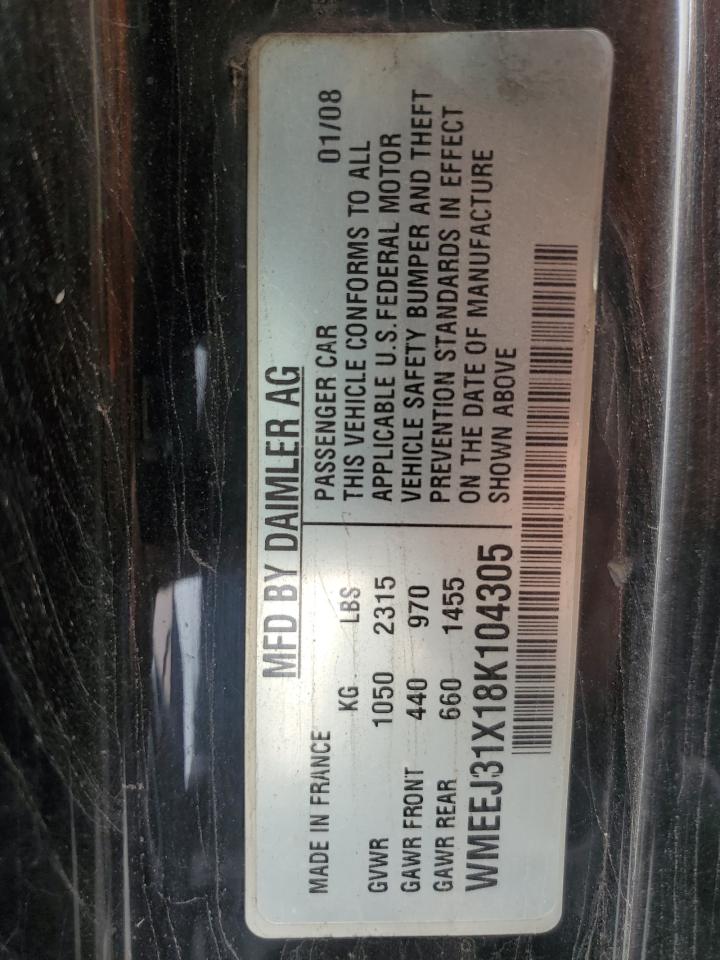 MFD BY DAIMLER AG
MADE IN FRANCE
KG LBS
GVWR 1050 2315
GAWR FRONT 440 970
GAWR REAR 660 1455
PASSENGER CAR 01/08
THIS VEHICLE CONFORMS TO ALL
APPLICABLE U.S.FEDERAL MOTOR
VEHICLE SAFETY BUMPER AND THEFT
PREVENTION STANDARDS IN EFFECT
ON THE DATE OF MANUFACTURE
SHOWN ABOVE
WMEEJ31X18K104305